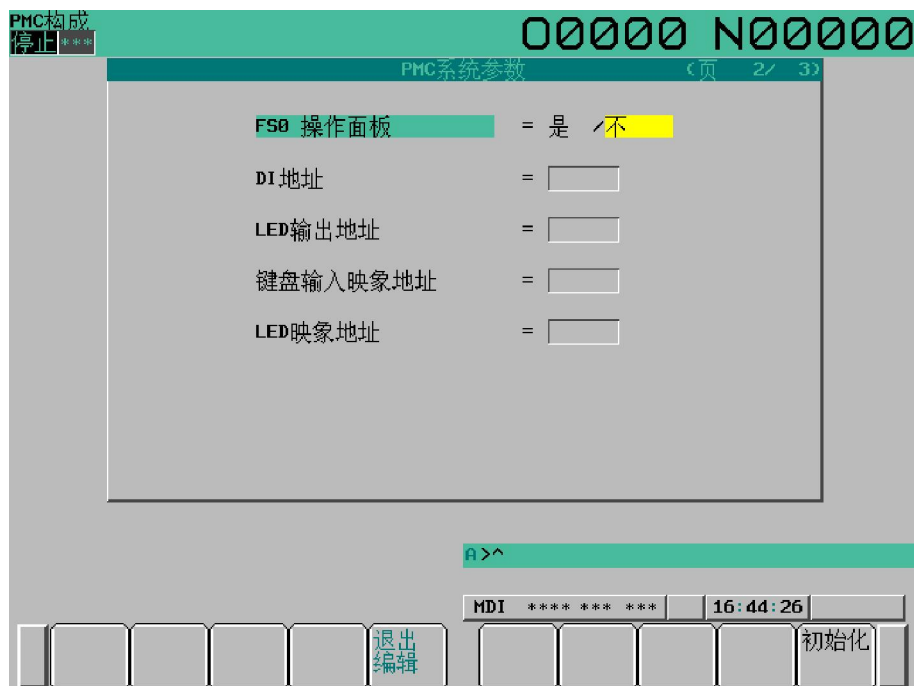 PMC构成
O0000 N00000
停止***
PMC系统参数 (页 2/ 3)
FS0 操作面板 = 是 /不
DI地址 =
LED输出地址 =
键盘输入映象地址 =
LED映象地址 =
A>^
MDI **** *** *** 16:44:26
退出
编辑
初始化